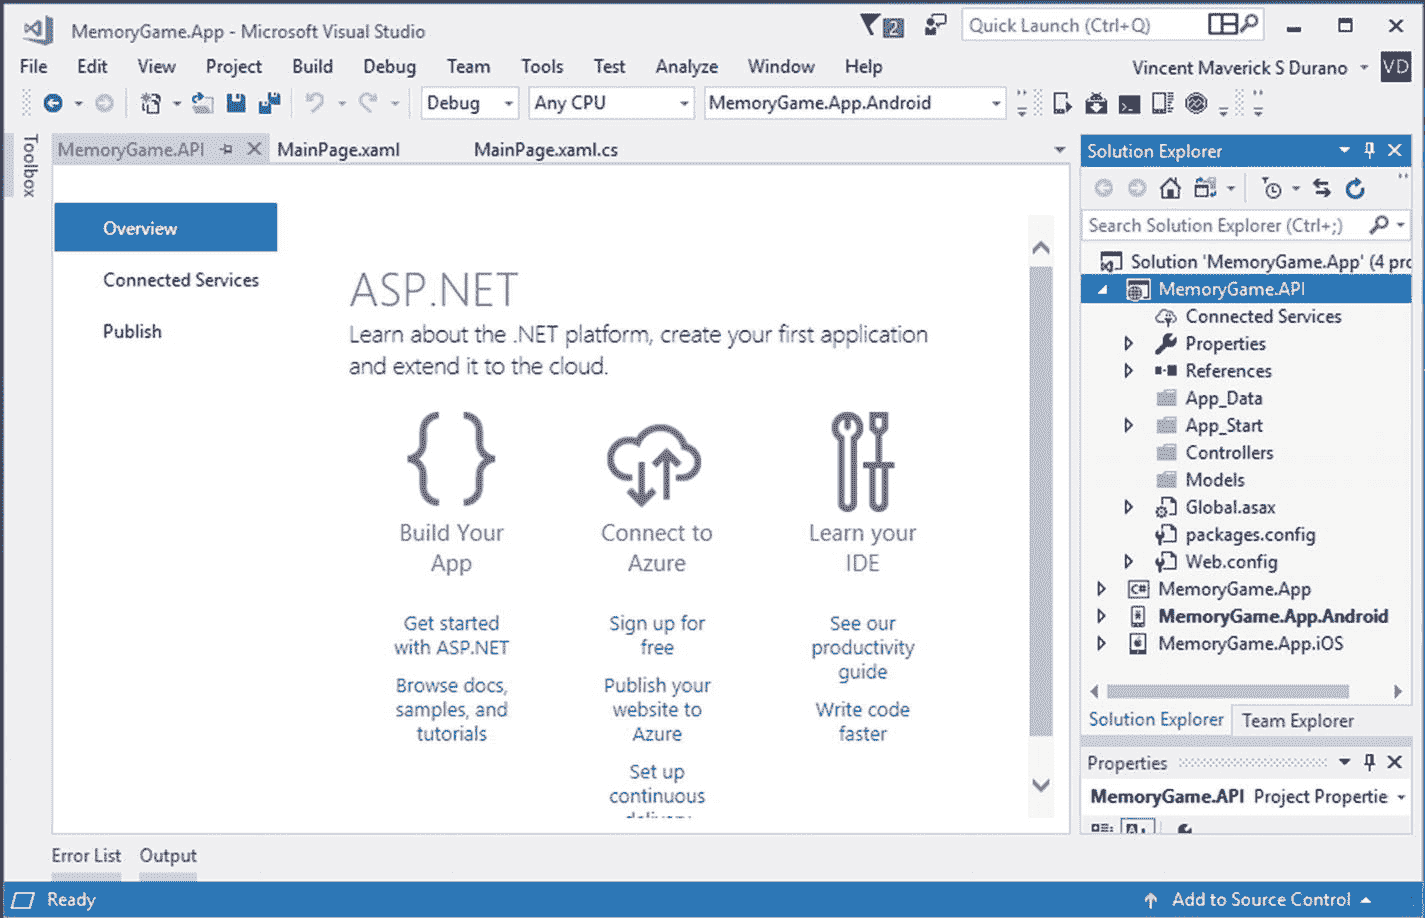 MemoryGame.App - Microsoft Visual Studio
2
Quick Launch (Ctrl+Q)
File Edit View Project Build Debug Team Tools Test Analyze Window Help
Vincent Maverick S Durano VD
Debug Any CPU MemoryGame.App.Android
Toolbox
MemoryGame.API MainPage.xaml MainPage.xaml.cs
Overview
Connected Services
Publish
ASP.NET
Learn about the .NET platform, create your first application
and extend it to the cloud.
Build Your
App
Get started
with ASP.NET
Browse docs,
samples, and
tutorials
Connect to
Azure
Sign up for
free
Publish your
website to
Azure
Set up
continuous
delivery
Learn your
IDE
See our
productivity
guide
Write code
faster
Solution Explorer
Search Solution Explorer (Ctrl+;)
Solution 'MemoryGame.App' (4 pro
MemoryGame.API
Connected Services
Properties
References
App_Data
App_Start
Controllers
Models
Global.asax
packages.config
Web.config
C# MemoryGame.App
MemoryGame.App.Android
MemoryGame.App.iOS
Solution Explorer Team Explorer
Properties
MemoryGame.API Project Propertie
Error List Output
Ready
Add to Source Control